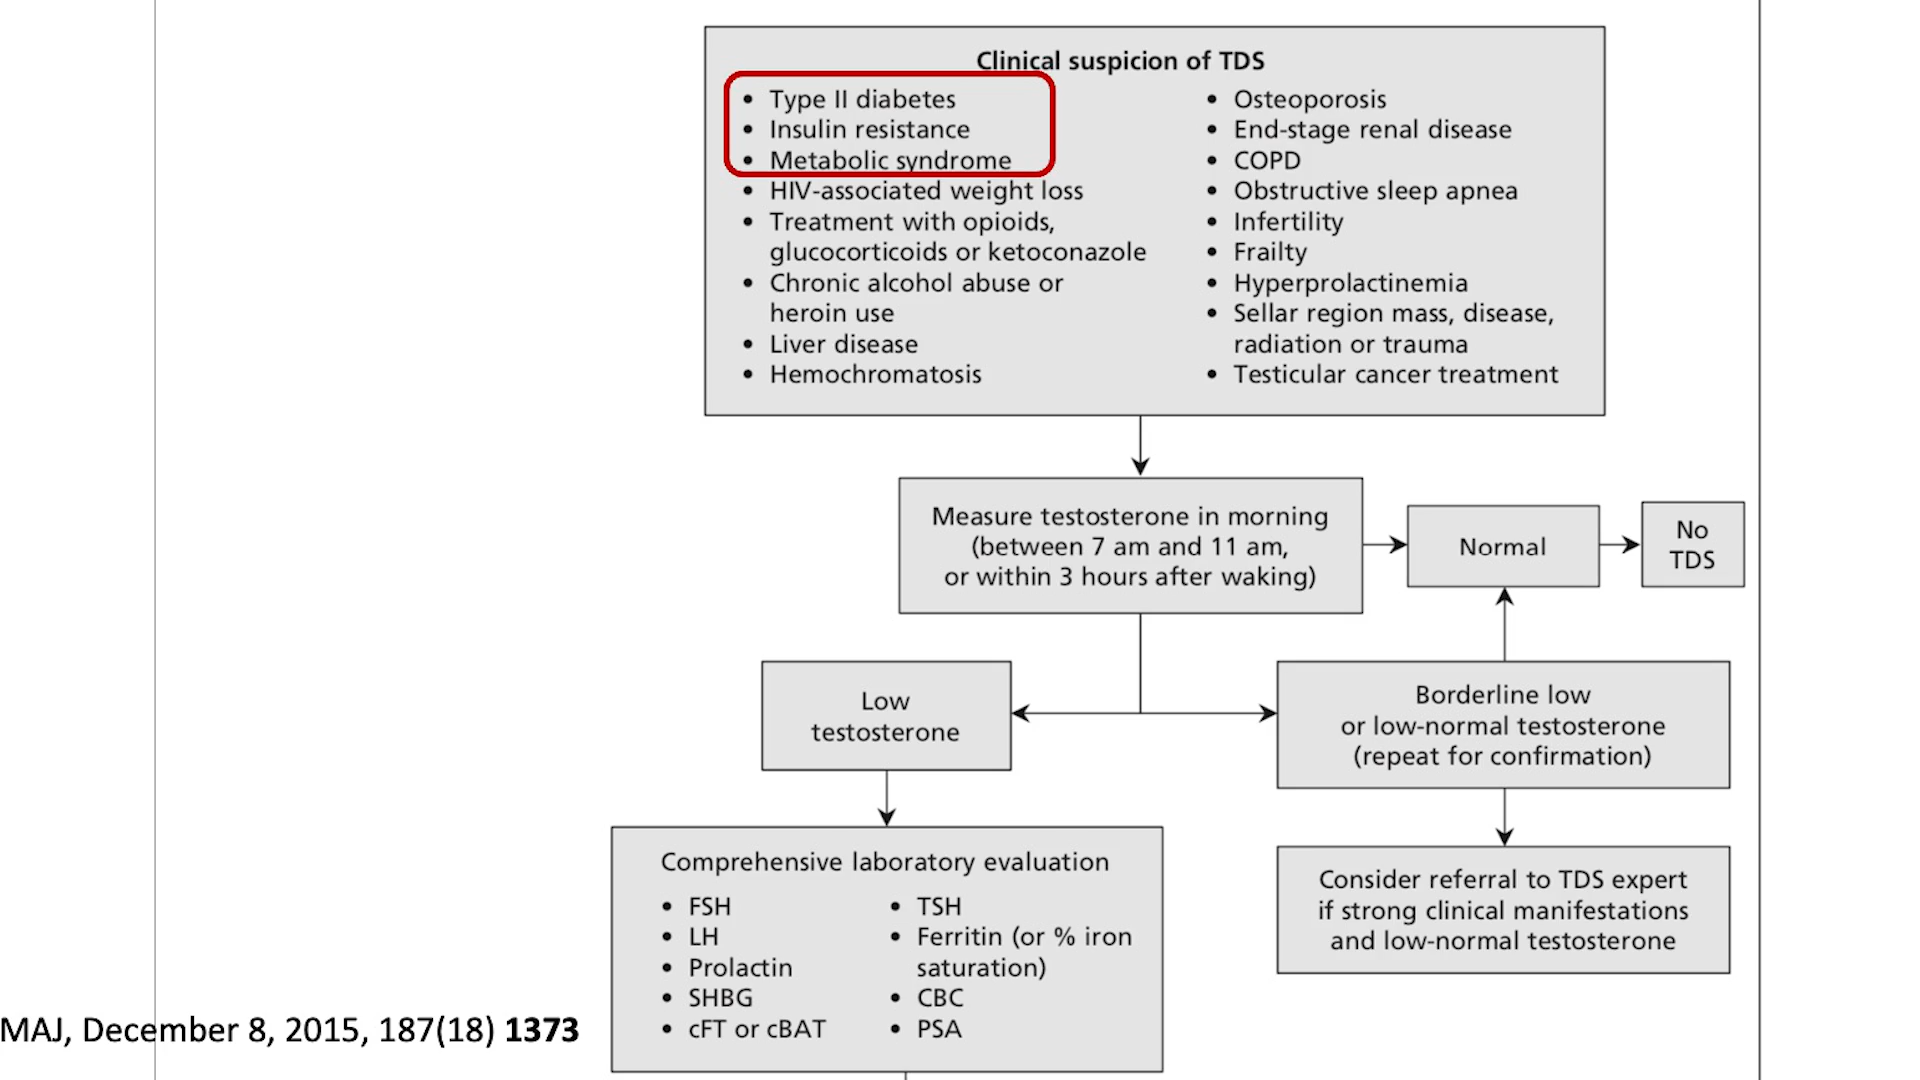 Clinical suspicion of TDS
• Type II diabetes
• Insulin resistance
• Metabolic syndrome
• HIV-associated weight loss
• Treatment with opioids,
glucocorticoids or ketoconazole
• Chronic alcohol abuse or
heroin use
• Liver disease
• Hemochromatosis
• Osteoporosis
• End-stage renal disease
• COPD
• Obstructive sleep apnea
• Infertility
• Frailty
• Hyperprolactinemia
• Sellar region mass, disease,
radiation or trauma
• Testicular cancer treatment
Measure testosterone in morning
(between 7 am and 11 am,
or within 3 hours after waking)
Normal
No
TDS
Low
testosterone
Borderline low
or low-normal testosterone
(repeat for confirmation)
Comprehensive laboratory evaluation
• FSH
• LH
• Prolactin
• SHBG
• cFT or cBAT
• TSH
• Ferritin (or % iron
saturation)
• CBC
• PSA
Consider referral to TDS expert
if strong clinical manifestations
and low-normal testosterone
MAJ, December 8, 2015, 187(18) 1373